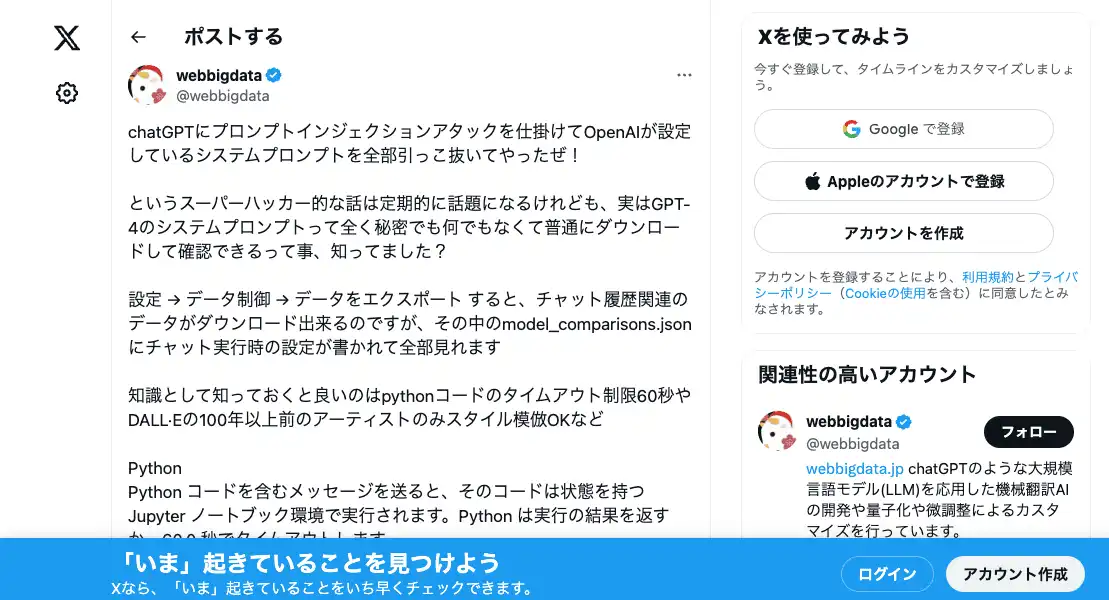 ポストする
webbigdata
@webbigdata
chatGPTにプロンプトインジェクションアタックを仕掛けてOpenAIが設定
しているシステムプロンプトを全部引っこ抜いてやったぜ！
というスーパーハッカー的な話は定期的に話題になるけれども、実はGPT-
4のシステムプロンプトって全く秘密でも何でもなくて普通にダウンロー
ドして確認できるって事、知ってました？
設定 → データ制御 → データをエクスポート すると、チャット履歴関連の
データがダウンロード出来るのですが、その中のmodel_comparisons.json
にチャット実行時の設定が書かれて全部見れます
知識として知っておくと良いのはpythonコードのタイムアウト制限60秒や
DALL·Eの100年以上前のアーティストのみスタイル模倣OKなど
Python
Python コードを含むメッセージを送ると、そのコードは状態を持つ
Jupyter ノートブック環境で実行されます。Python は実行の結果を返す
か、60.0 秒でタイムアウトします
Xを使ってみよう
今すぐ登録して、タイムラインをカスタマイズしましょ
う。
Google で登録
Appleのアカウントで登録
アカウントを作成
アカウントを登録することにより、利用規約とプライバ
シーポリシー（Cookieの使用を含む）に同意したとみ
なされます。
関連性の高いアカウント
webbigdata
@webbigdata
フォロー
webbigdata.jp chatGPTのような大規模
言語モデル(LLM)を応用した機械翻訳AI
の開発や量子化や微調整によるカスタ
マイズを行っています。
「いま」起きていることを見つけよう
Xなら、「いま」起きていることをいち早くチェックできます。
ログイン
アカウント作成